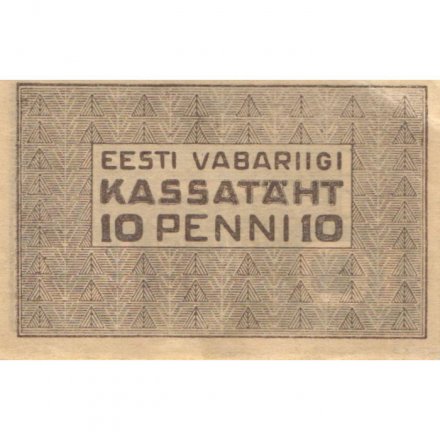 EESTI VABARIIGI
KASSATÄHT
10 PENNI 10